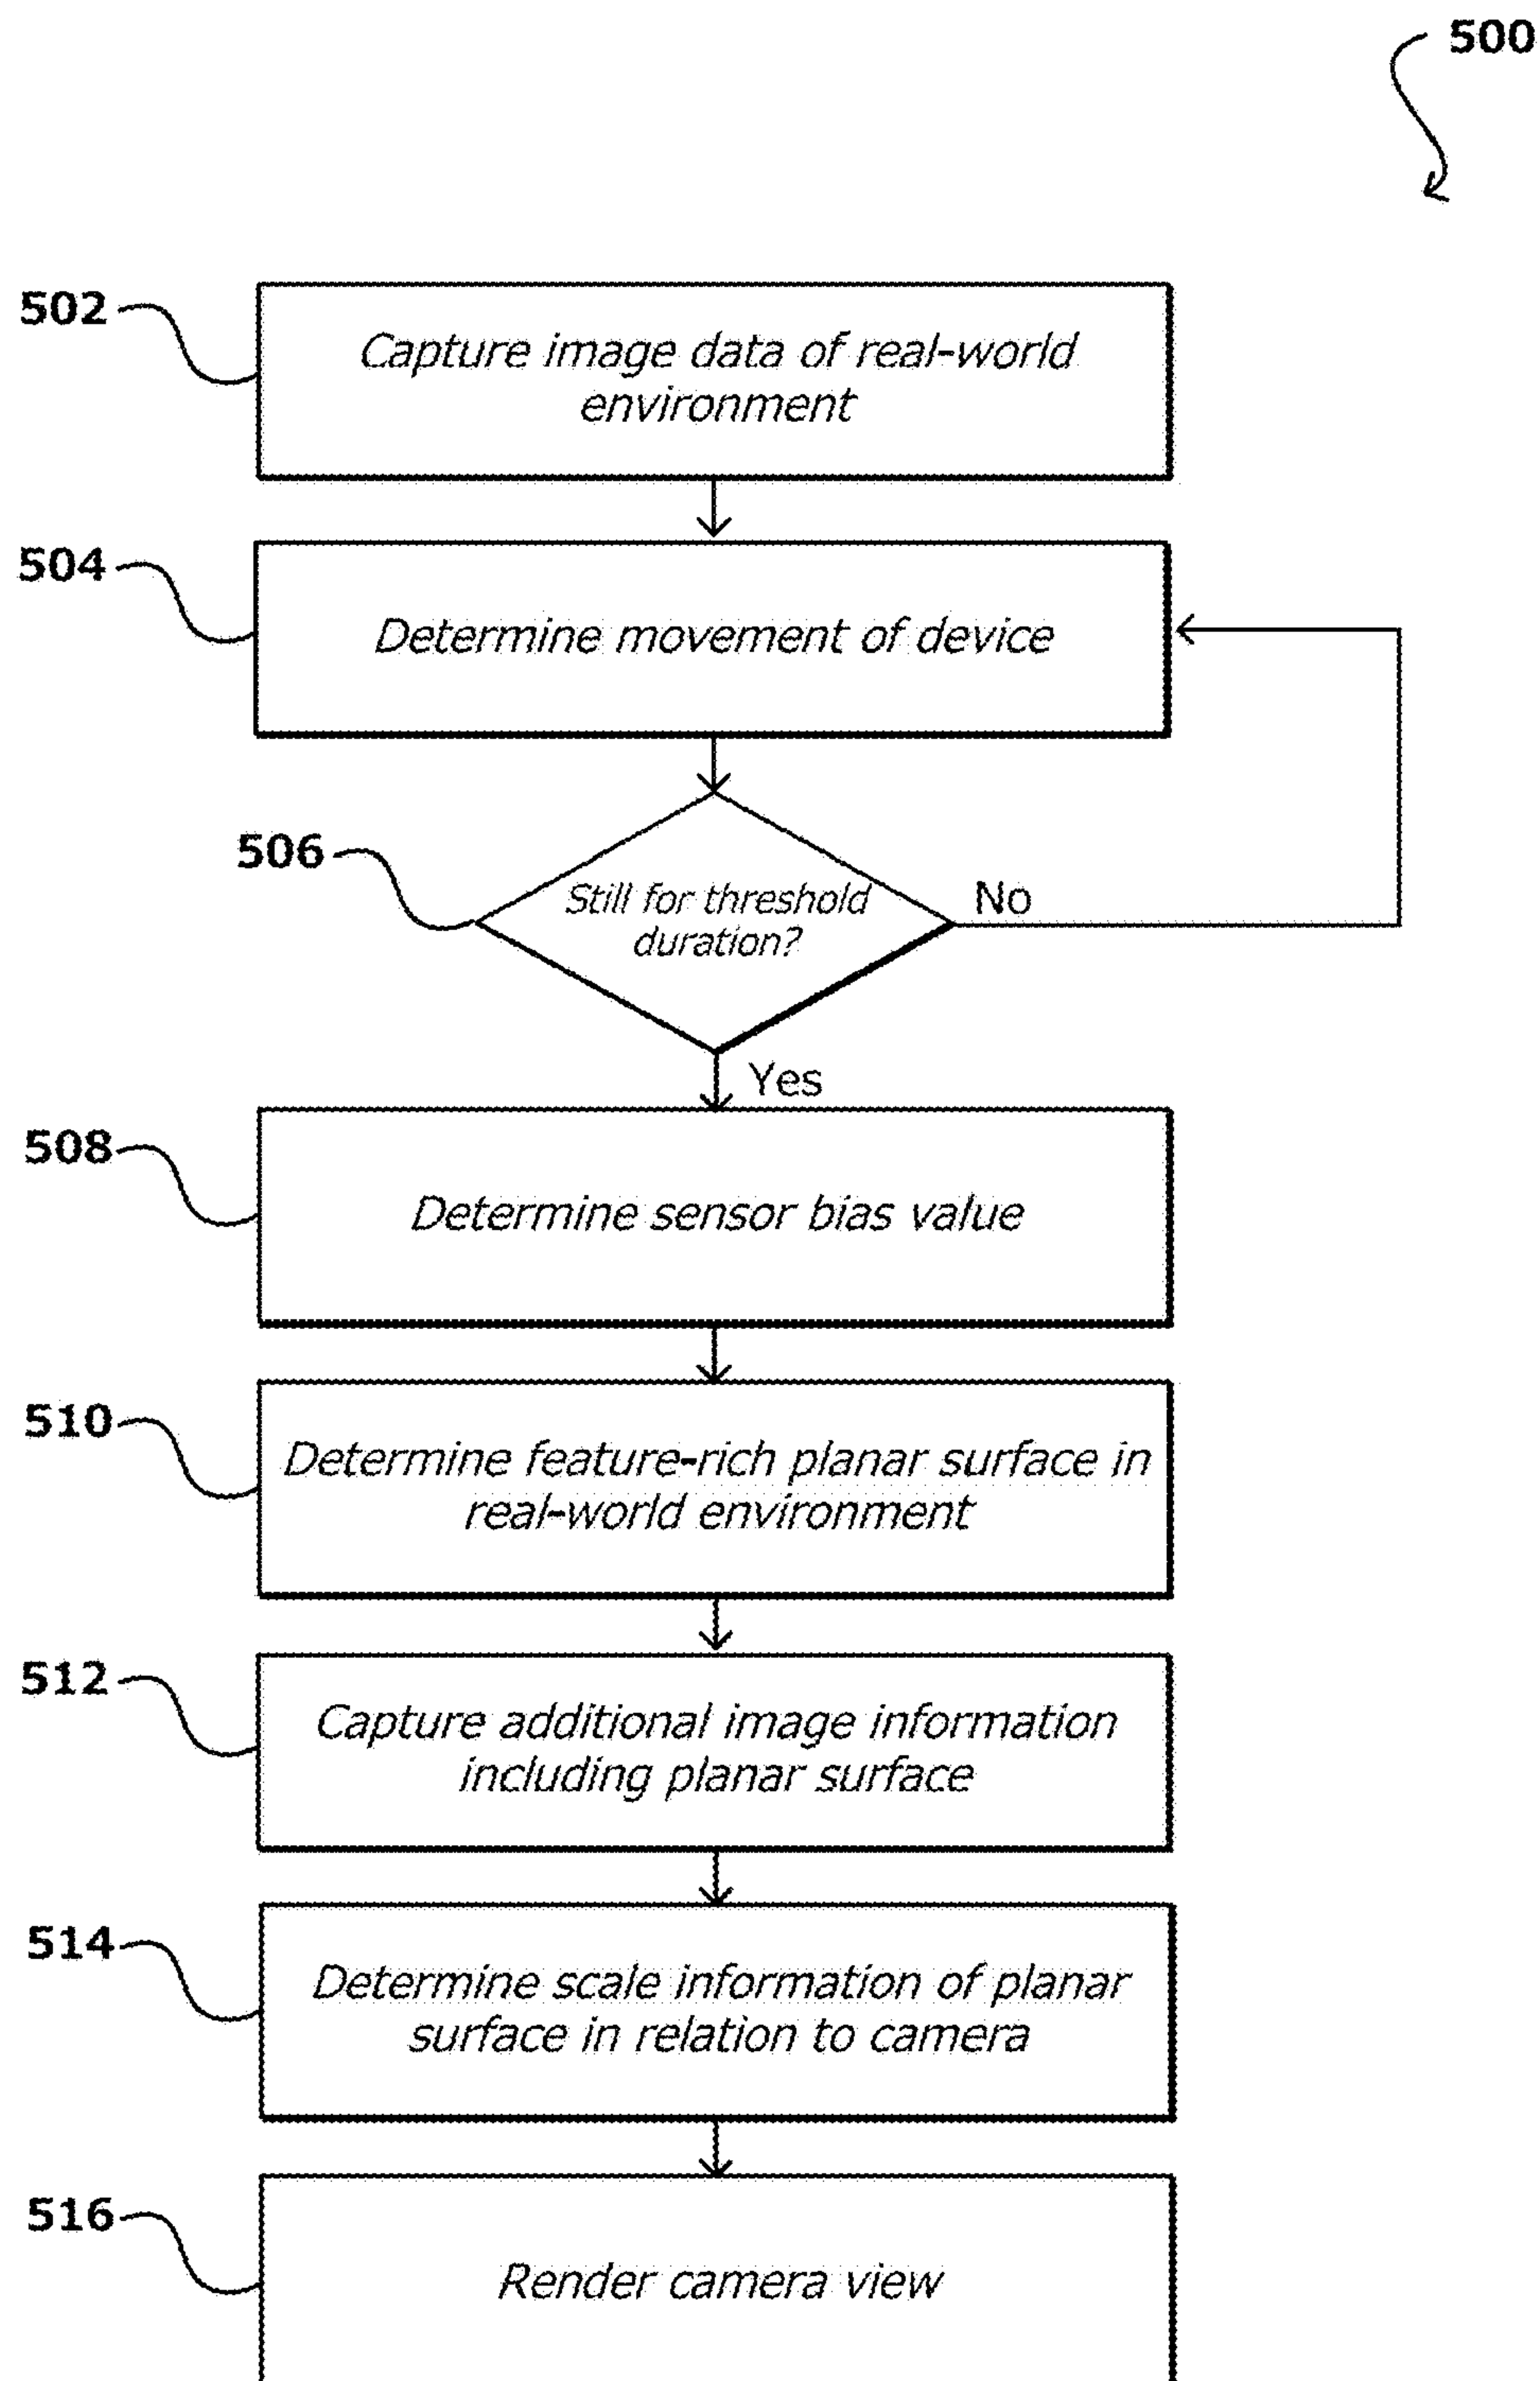 500
502
Capture image data of real-world
environment
504
Determine movement of device
506
Still for threshold
duration?
No
Yes
508
Determine sensor bias value
510
Determine feature-rich planar surface in
real-world environment
512
Capture additional image information
including planar surface
514
Determine scale information of planar
surface in relation to camera
516
Render camera view